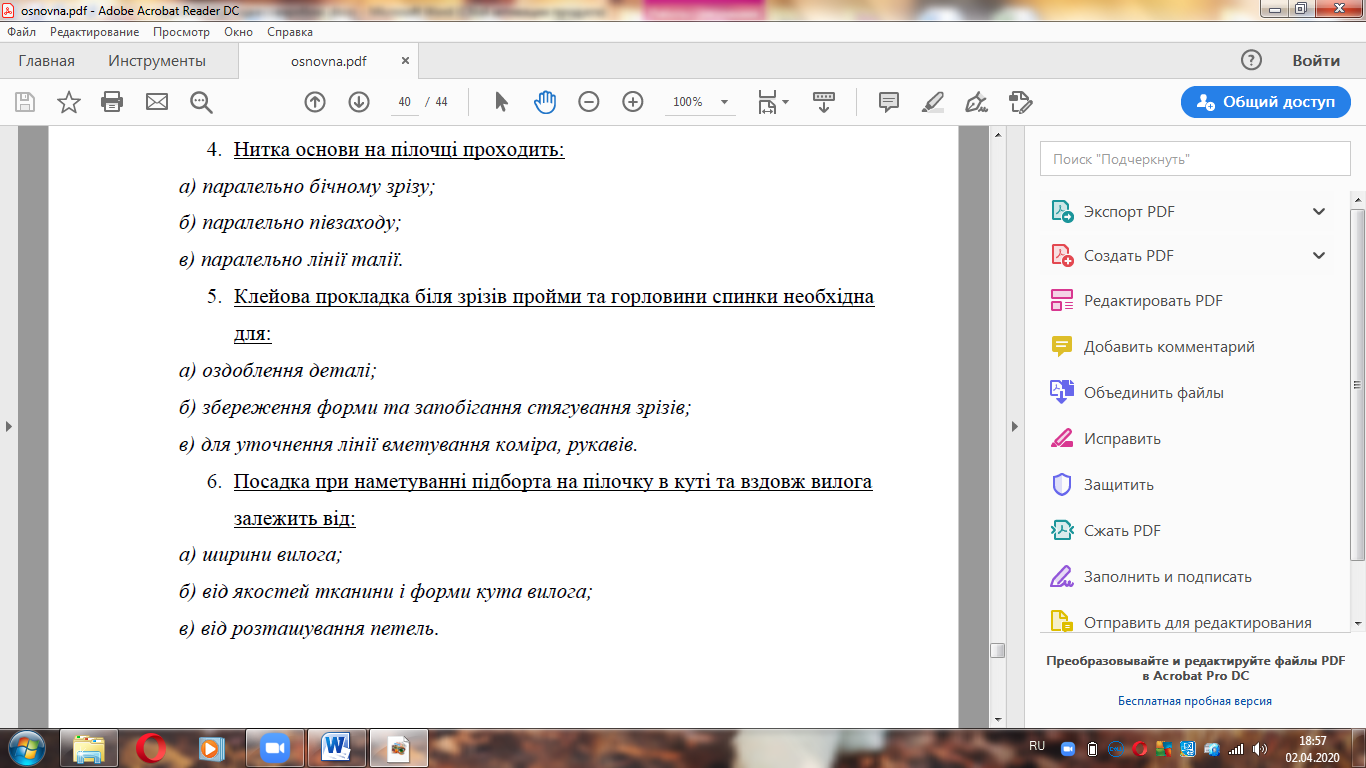 osnovna.pdf - Adobe Acrobat Reader DC
Файл Редактирование Просмотр Окно Справка
Главная Инструменты osnovna.pdf × ? Войти
40 / 44 100% Общий доступ
4. Нитка основи на пілочці проходить:
а) паралельно бічному зрізу;
б) паралельно півзаходу;
в) паралельно лінії талії.
5. Клейова прокладка біля зрізів пройми та горловини спинки необхідна
для:
а) оздоблення деталі;
б) збереження форми та запобігання стягування зрізів;
в) для уточнення лінії вметування коміра, рукавів.
6. Посадка при наметуванні підборта на пілочку в куті та вздовж вилога
залежить від:
а) ширини вилога;
б) від якостей тканини і форми кута вилога;
в) від розташування петель.
Поиск "Подчеркнуть"
Экспорт PDF
Создать PDF
Редактировать PDF
Добавить комментарий
Объединить файлы
Исправить
Защитить
Сжать PDF
Заполнить и подписать
Отправить для редактирования
Преобразовывайте и редактируйте файлы PDF
в Acrobat Pro DC
Бесплатная пробная версия
RU
18:57
02.04.2020